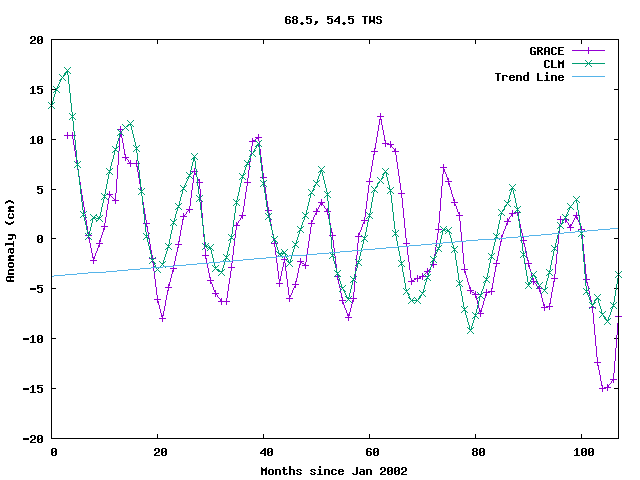 68.5, 54.5 TWS
GRACE
CLM
Trend Line
20
15
10
5
0
-5
-10
-15
-20
Anomaly (cm)
0 20 40 60 80 100
Months since Jan 2002